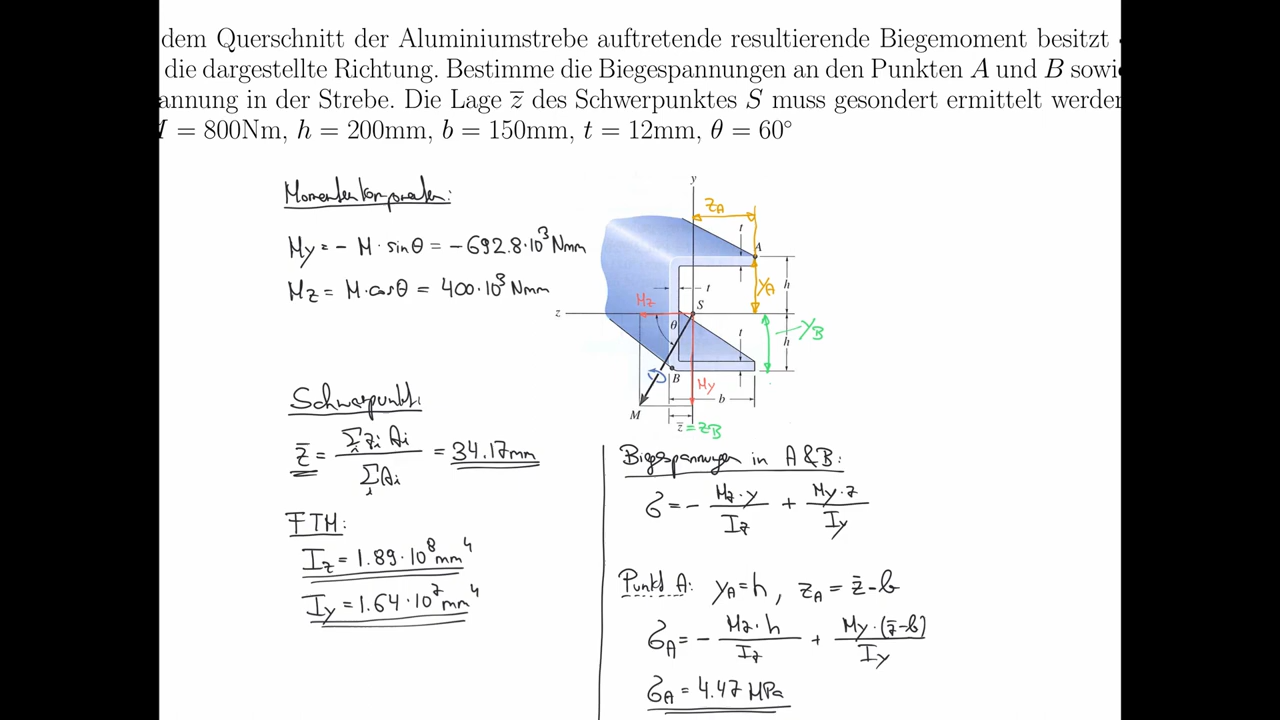 dem Querschnitt der Aluminiumstrebe auftretende resultierende Biegemoment besitzt
die dargestellte Richtung. Bestimme die Biegespannungen an den Punkten A und B sowi
annung in der Strebe. Die Lage z̅ des Schwerpunktes S muss gesondert ermittelt werden
= 800Nm, h = 200mm, b = 150mm, t = 12mm, θ = 60°
Momentenkomponenten:
My = - M · sinθ = -692.8·10³ Nmm
Mz = M·cosθ = 400·10³ Nmm
y
zA
t
A
h
t
yA
Mz
S
z
θ
yB
t
h
B
My
b
M
z̅ = zB
Schwerpunkt:
z̅ = Σi zi Ai / Σi Ai = 34.17mm
FTM:
Iz = 1.89·10⁸ mm⁴
Iy = 1.64·10⁷ mm⁴
Biegespannungen in A&B:
σ = - Mz·y / Iz + My·z / Iy
Punkt A: yA = h, zA = z̅ - b
σA = - Mz·h / Iz + My·(z̅-b) / Iy
σA = 4.47 MPa